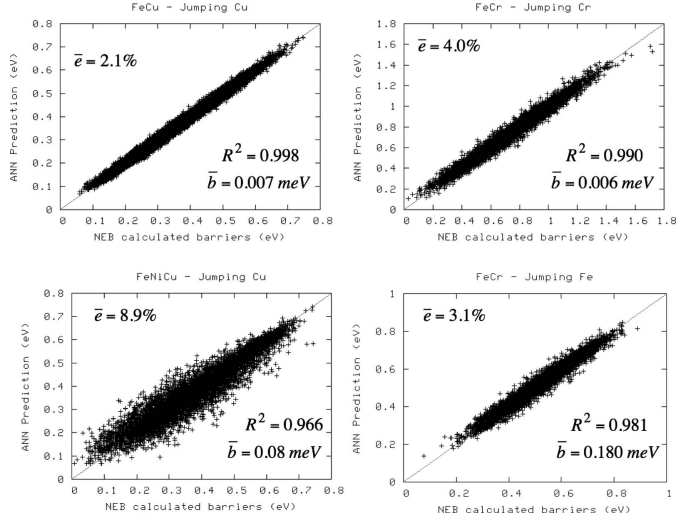 FeCu - Jumping Cu
ANN Prediction (eV)
0.8
0.7
0.6
0.5
0.4
0.3
0.2
0.1
0
e = 2.1%
R² = 0.998
b = 0.007 meV
0 0.1 0.2 0.3 0.4 0.5 0.6 0.7 0.8
NEB calculated barriers (eV)
FeCr - Jumping Cr
ANN Prediction (eV)
1.8
1.6
1.4
1.2
1
0.8
0.6
0.4
0.2
0
e = 4.0%
R² = 0.990
b = 0.006 meV
0 0.2 0.4 0.6 0.8 1 1.2 1.4 1.6 1.8
NEB calculated barriers (eV)
FeNiCu - Jumping Cu
ANN Prediction (eV)
0.8
0.7
0.6
0.5
0.4
0.3
0.2
0.1
0
e = 8.9%
R² = 0.966
b = 0.08 meV
0 0.1 0.2 0.3 0.4 0.5 0.6 0.7 0.8
NEB calculated barriers (eV)
FeCr - Jumping Fe
ANN Prediction (eV)
1
0.8
0.6
0.4
0.2
0
e = 3.1%
R² = 0.981
b = 0.180 meV
0 0.2 0.4 0.6 0.8 1
NEB calculated barriers (eV)